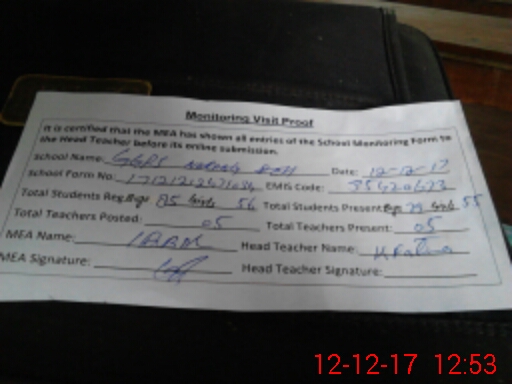 Monitoring Visit Proof
It is certified that the MEA has shown all entries of the School Monitoring Form to
the Head Teacher before its online submission.
School Name: Date: 12-12-17
School Form No: EMIS Code:
Total Students Reg: Boys 85 Girls 56 Total Students Present: Boys 78 Girls 55
Total Teachers Posted: 05 Total Teachers Present: 05
MEA Name: Head Teacher Name:
MEA Signature: Head Teacher Signature:
12-12-17 12:53